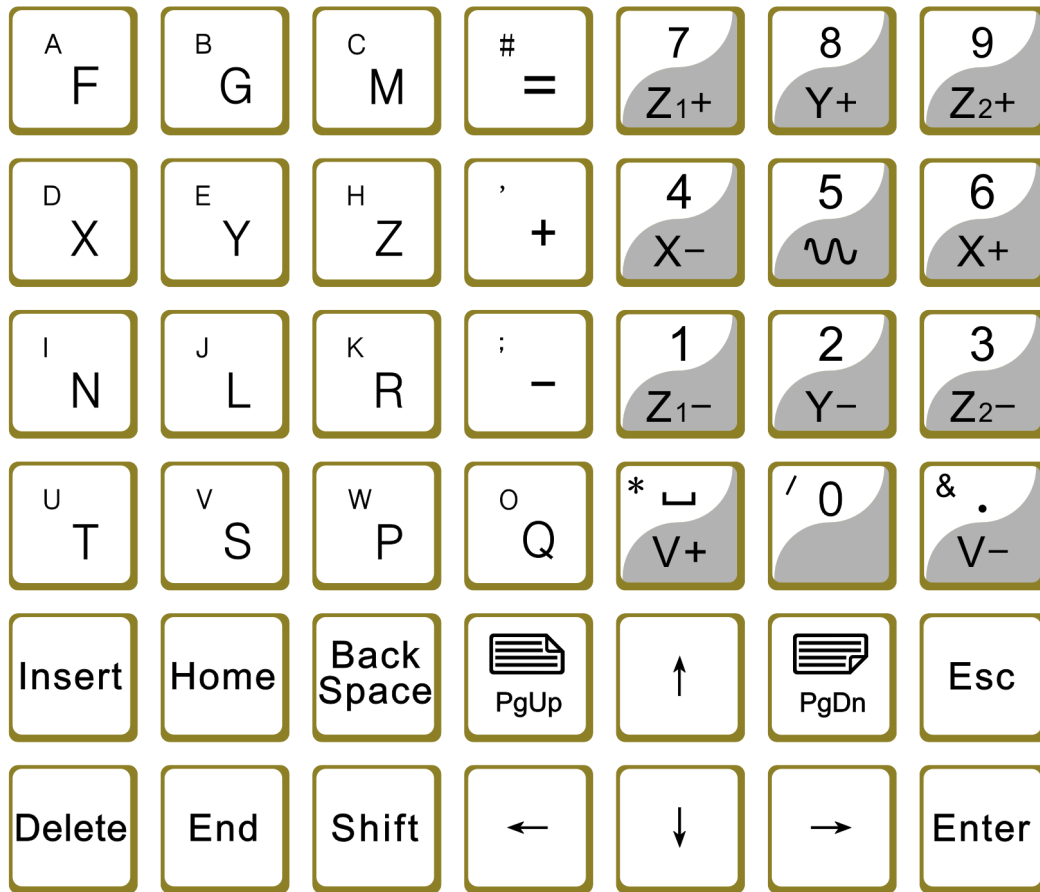 A B C # 7 8 9
F G M = Z1+ Y+ Z2+
D E H ’ 4 5 6
X Y Z + X− X+
I J K ; 1 2 3
N L R − Z1− Y− Z2−
U V W O * ⎵ / 0 & .
T S P Q V+ V−
Insert Home Back Space PgUp ↑ PgDn Esc
Delete End Shift ← ↓ → Enter